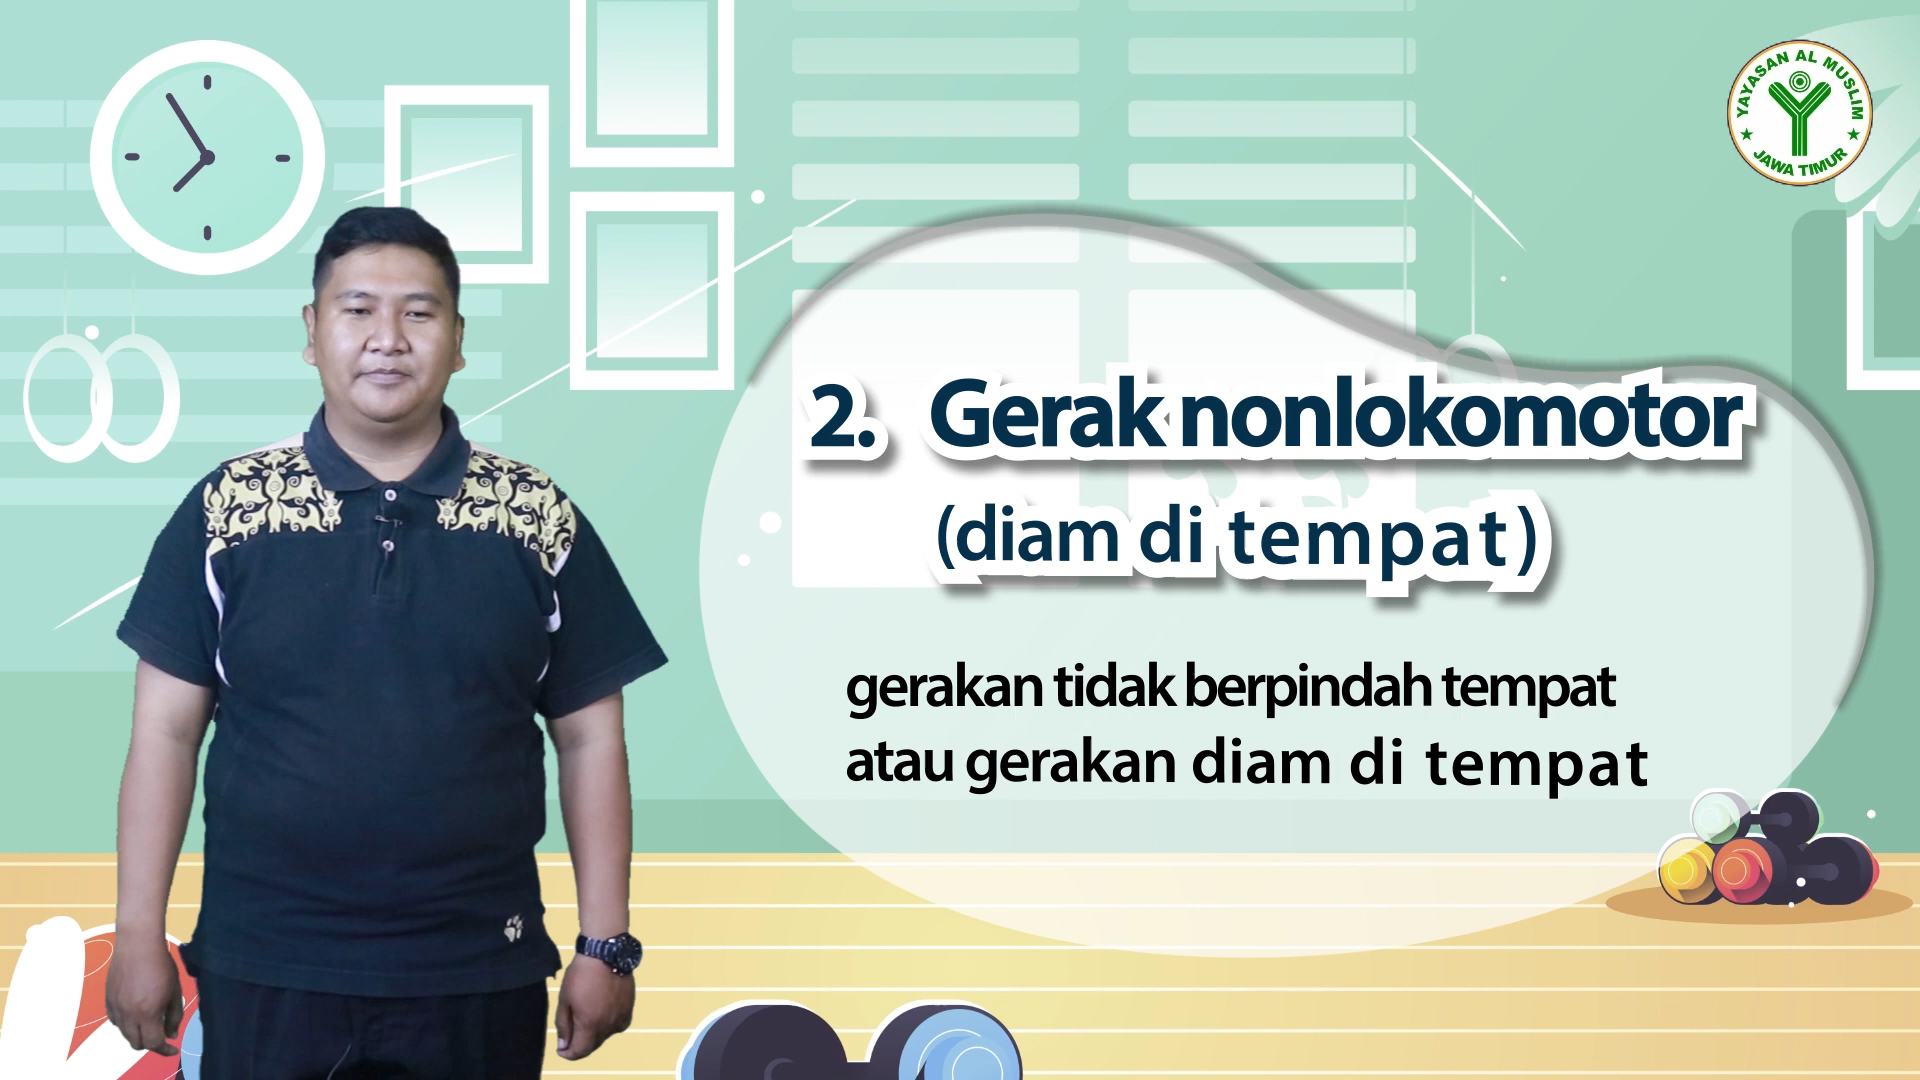 YAYASAN AL MUSLIM
JAWA TIMUR
2. Gerak nonlokomotor
(diam di tempat)
gerakan tidak berpindah tempat
atau gerakan diam di tempat